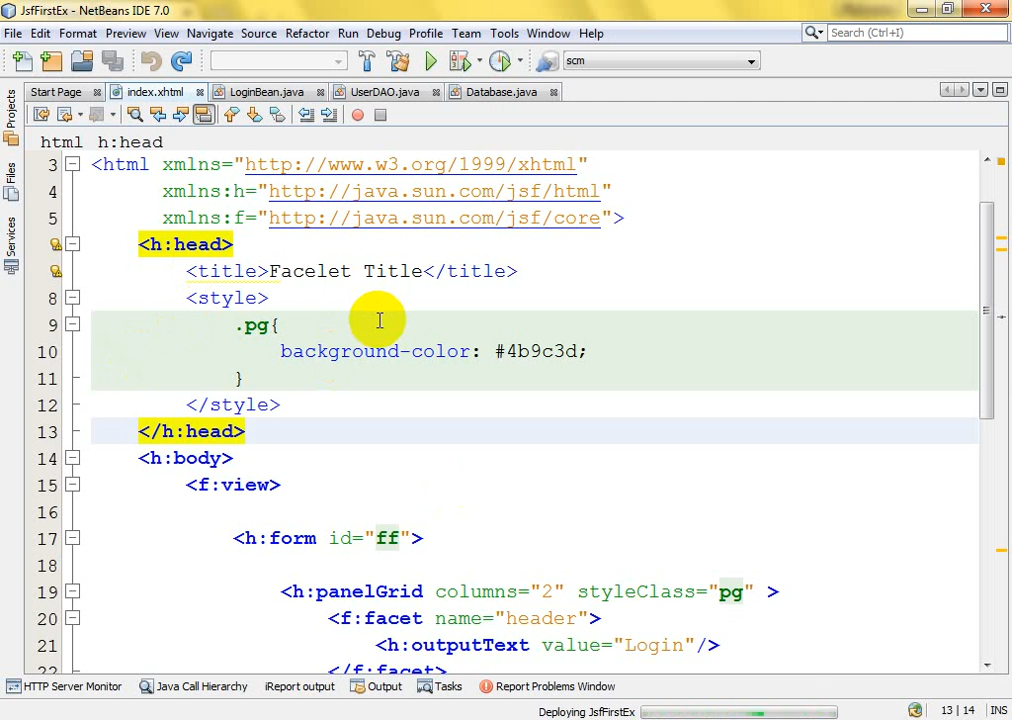 JsfFirstEx - NetBeans IDE 7.0
File Edit Format Preview View Navigate Source Refactor Run Debug Profile Team Tools Window Help
Search (Ctrl+I)
scm
Start Page index.xhtml LoginBean.java UserDAO.java Database.java
Projects
Files
Services
html h:head
3 <html xmlns="http://www.w3.org/1999/xhtml"
4 xmlns:h="http://java.sun.com/jsf/html"
5 xmlns:f="http://java.sun.com/jsf/core">
<h:head>
<title>Facelet Title</title>
8 <style>
9 .pg{
10 background-color: #4b9c3d;
11 }
12 </style>
13 </h:head>
14 <h:body>
15 <f:view>
16
17 <h:form id="ff">
18
19 <h:panelGrid columns="2" styleClass="pg" >
20 <f:facet name="header">
21 <h:outputText value="Login"/>
22 </f:facet>
HTTP Server Monitor Java Call Hierarchy iReport output Output Tasks Report Problems Window
Deploying JsfFirstEx 13 | 14 INS